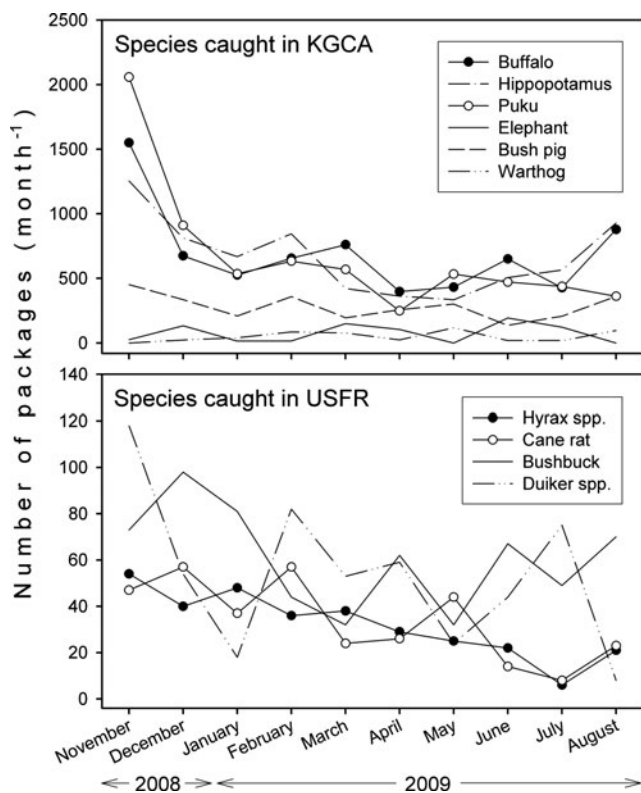 Species caught in KGCA
Buffalo
Hippopotamus
Puku
Elephant
Bush pig
Warthog
2500
2000
1500
1000
500
0
Number of packages (month⁻¹)
Species caught in USFR
Hyrax spp.
Cane rat
Bushbuck
Duiker spp.
140
120
100
80
60
40
20
0
November
December
January
February
March
April
May
June
July
August
2008
2009